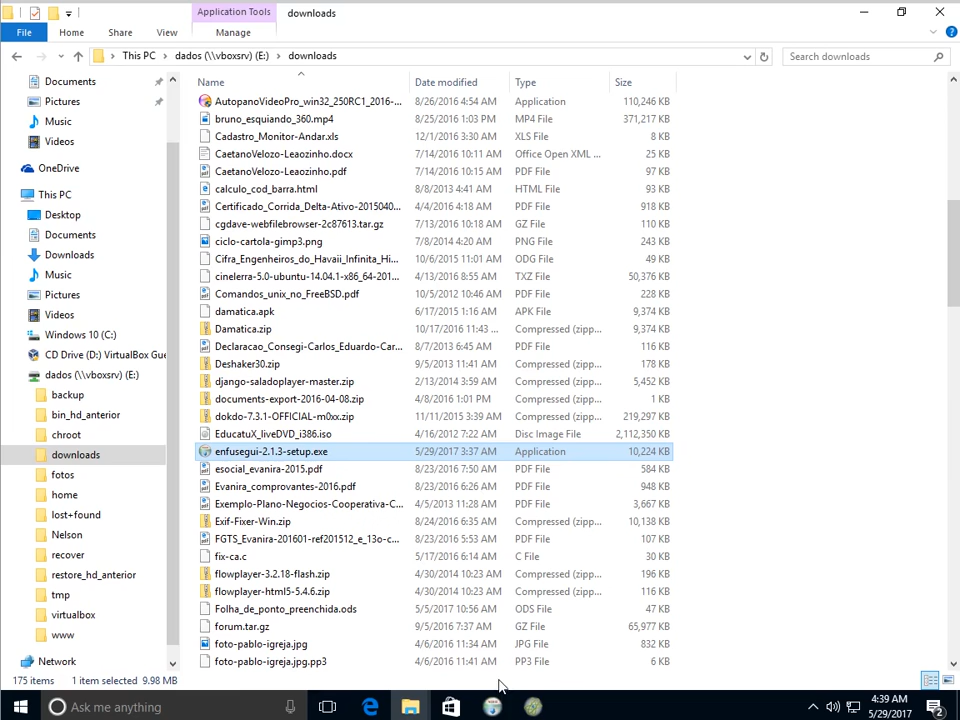 Application Tools
downloads
File
Home
Share
View
Manage
This PC
dados (\\vboxsrv) (E:)
downloads
Search downloads
Documents
Pictures
Music
Videos
OneDrive
This PC
Desktop
Documents
Downloads
Music
Pictures
Videos
Windows 10 (C:)
CD Drive (D:) VirtualBox Gue
dados (\\vboxsrv) (E:)
backup
bin_hd_anterior
chroot
downloads
fotos
home
lost+found
Nelson
recover
restore_hd_anterior
tmp
virtualbox
www
Network
Name Date modified Type Size
AutopanoVideoPro_win32_250RC1_2016-... 8/26/2016 4:54 AM Application 110,246 KB
bruno_esquiando_360.mp4 8/25/2016 1:03 PM MP4 File 371,217 KB
Cadastro_Monitor-Andar.xls 12/1/2016 3:30 AM XLS File 8 KB
CaetanoVelozo-Leaozinho.docx 7/14/2016 10:11 AM Office Open XML ... 25 KB
CaetanoVelozo-Leaozinho.pdf 7/14/2016 10:15 AM PDF File 97 KB
calculo_cod_barra.html 8/8/2013 4:41 AM HTML File 93 KB
Certificado_Corrida_Delta-Ativo-2015040... 4/4/2016 4:18 AM PDF File 918 KB
cgdave-webfilebrowser-2c87613.tar.gz 7/13/2016 10:18 AM GZ File 110 KB
ciclo-cartola-gimp3.png 7/8/2014 4:20 AM PNG File 243 KB
Cifra_Engenheiros_do_Havaii_Infinita_Hi... 10/6/2015 11:01 AM ODG File 49 KB
cinelerra-5.0-ubuntu-14.04.1-x86_64-201... 4/13/2016 8:55 AM TXZ File 50,376 KB
Comandos_unix_no_FreeBSD.pdf 10/5/2012 10:46 AM PDF File 228 KB
damatica.apk 6/17/2015 1:16 AM APK File 9,374 KB
Damatica.zip 10/17/2016 11:43 ... Compressed (zipp... 9,374 KB
Declaracao_Consegi-Carlos_Eduardo-Car... 8/7/2013 6:45 AM PDF File 116 KB
Deshaker30.zip 9/5/2013 11:41 AM Compressed (zipp... 178 KB
django-saladoplayer-master.zip 2/13/2014 3:59 AM Compressed (zipp... 5,452 KB
documents-export-2016-04-08.zip 4/8/2016 1:01 PM Compressed (zipp... 1 KB
dokdo-7.3.1-OFFICIAL-m0xx.zip 11/11/2015 3:39 AM Compressed (zipp... 219,297 KB
EducatuX_liveDVD_i386.iso 4/16/2012 7:22 AM Disc Image File 2,112,350 KB
enfusegui-2.1.3-setup.exe 5/29/2017 3:37 AM Application 10,224 KB
esocial_evanira-2015.pdf 8/23/2016 7:50 AM PDF File 584 KB
Evanira_comprovantes-2016.pdf 8/23/2016 6:26 AM PDF File 948 KB
Exemplo-Plano-Negocios-Cooperativa-C... 4/5/2013 11:28 AM PDF File 3,667 KB
Exif-Fixer-Win.zip 8/24/2016 6:35 AM Compressed (zipp... 10,138 KB
FGTS_Evanira-201601-ref201512_e_13o-c... 8/23/2016 5:53 AM PDF File 107 KB
fix-ca.c 5/17/2016 6:14 AM C File 30 KB
flowplayer-3.2.18-flash.zip 4/30/2014 10:23 AM Compressed (zipp... 196 KB
flowplayer-html5-5.4.6.zip 4/30/2014 10:23 AM Compressed (zipp... 116 KB
Folha_de_ponto_preenchida.ods 5/5/2017 10:56 AM ODS File 47 KB
forum.tar.gz 9/5/2016 7:37 AM GZ File 65,977 KB
foto-pablo-igreja.jpg 4/6/2016 11:34 AM JPG File 832 KB
foto-pablo-igreja.jpg.pp3 4/6/2016 11:41 AM PP3 File 6 KB
175 items 1 item selected 9.98 MB
Ask me anything
4:39 AM
5/29/2017
2